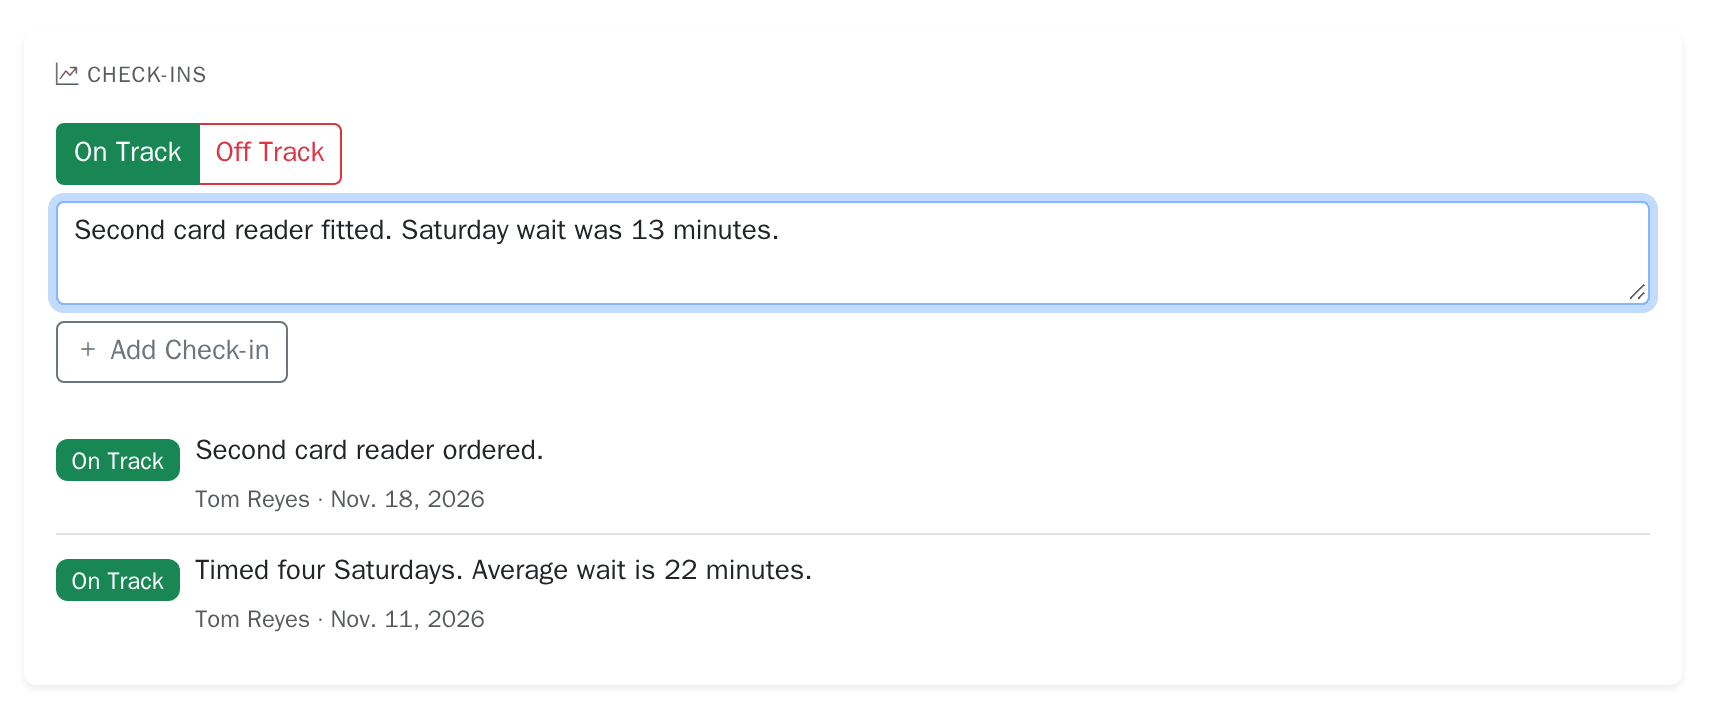 CHECK-INS
On Track Off Track
Second card reader fitted. Saturday wait was 13 minutes.
+ Add Check-in
On Track Second card reader ordered.
Tom Reyes · Nov. 18, 2026
On Track Timed four Saturdays. Average wait is 22 minutes.
Tom Reyes · Nov. 11, 2026